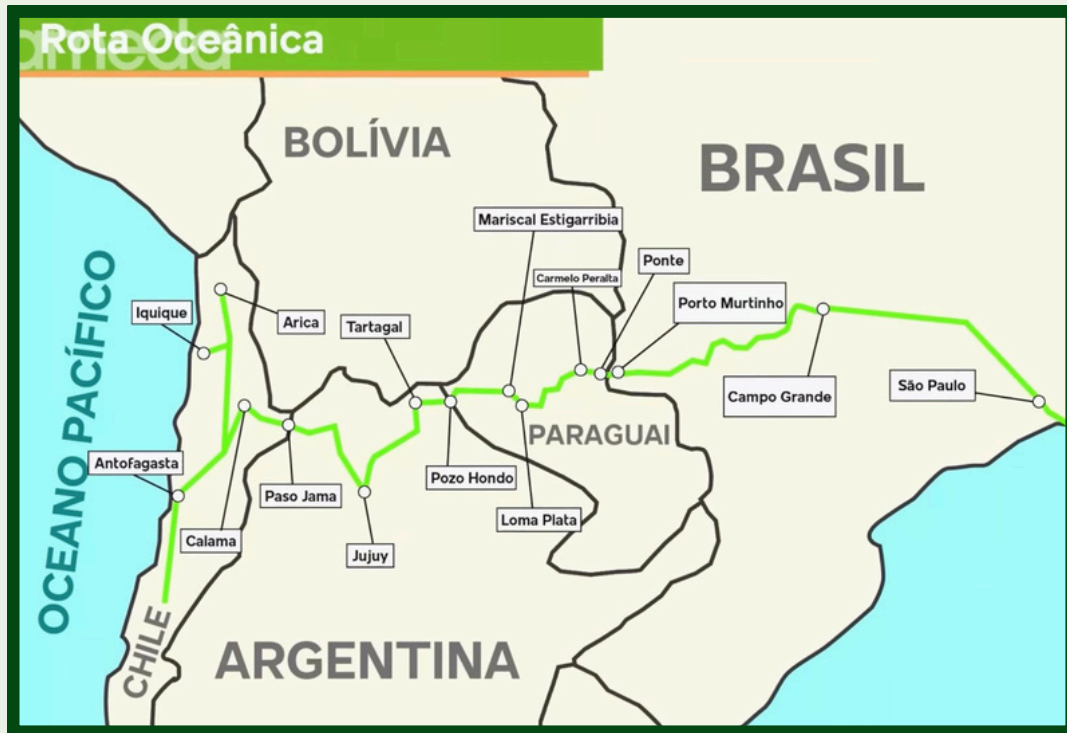 Rota Oceânica
ameda
BOLÍVIA
BRASIL
Mariscal Estigarribia
Ponte
Carmelo Peralta
Porto Murtinho
Iquique
Arica
Tartagal
OCEANO PACÍFICO
Campo Grande
São Paulo
PARAGUAI
Antofagasta
Paso Jama
Pozo Hondo
Loma Plata
Calama
Jujuy
CHILE
ARGENTINA